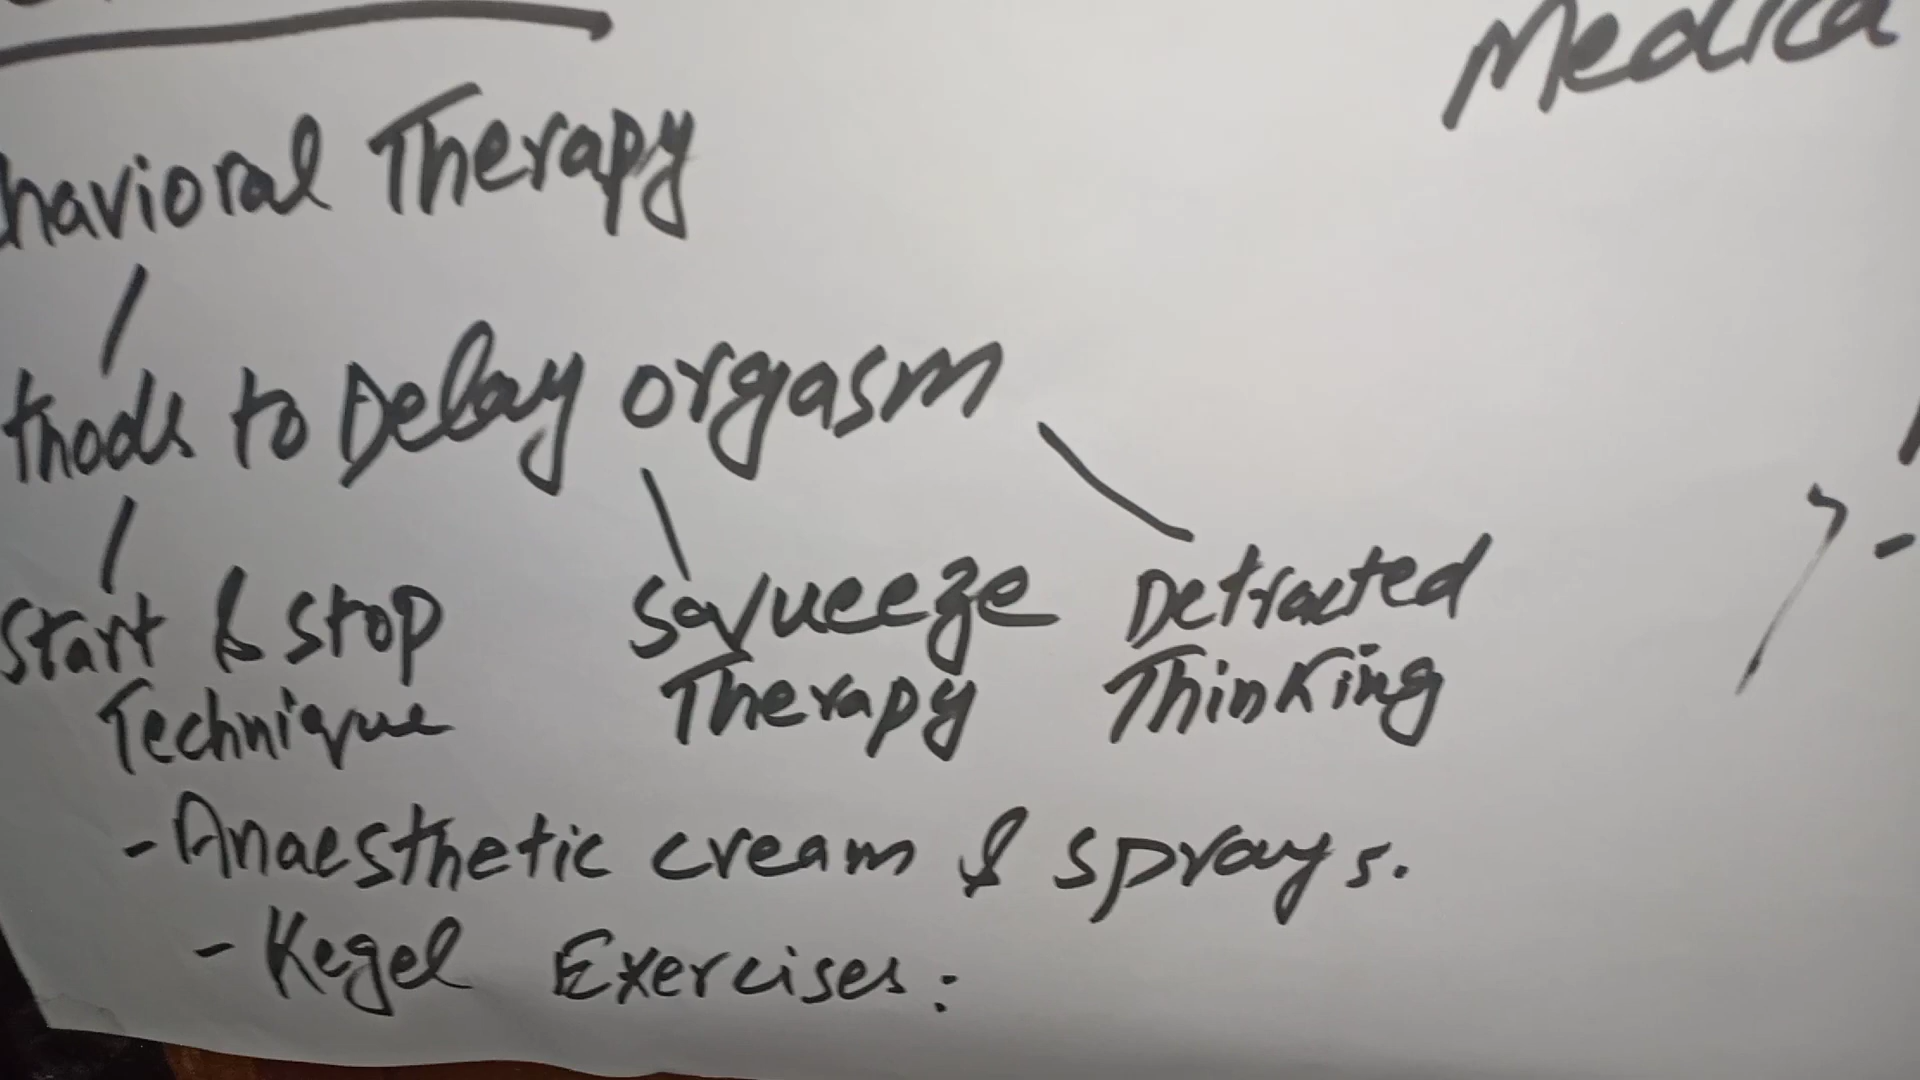 Medica
havioral Therapy
thods to Delay orgasm
Start & stop Technique
Squeeze Therapy
Detracted Thinking
- Anaesthetic cream & sprays.
- Kegel Exercises: